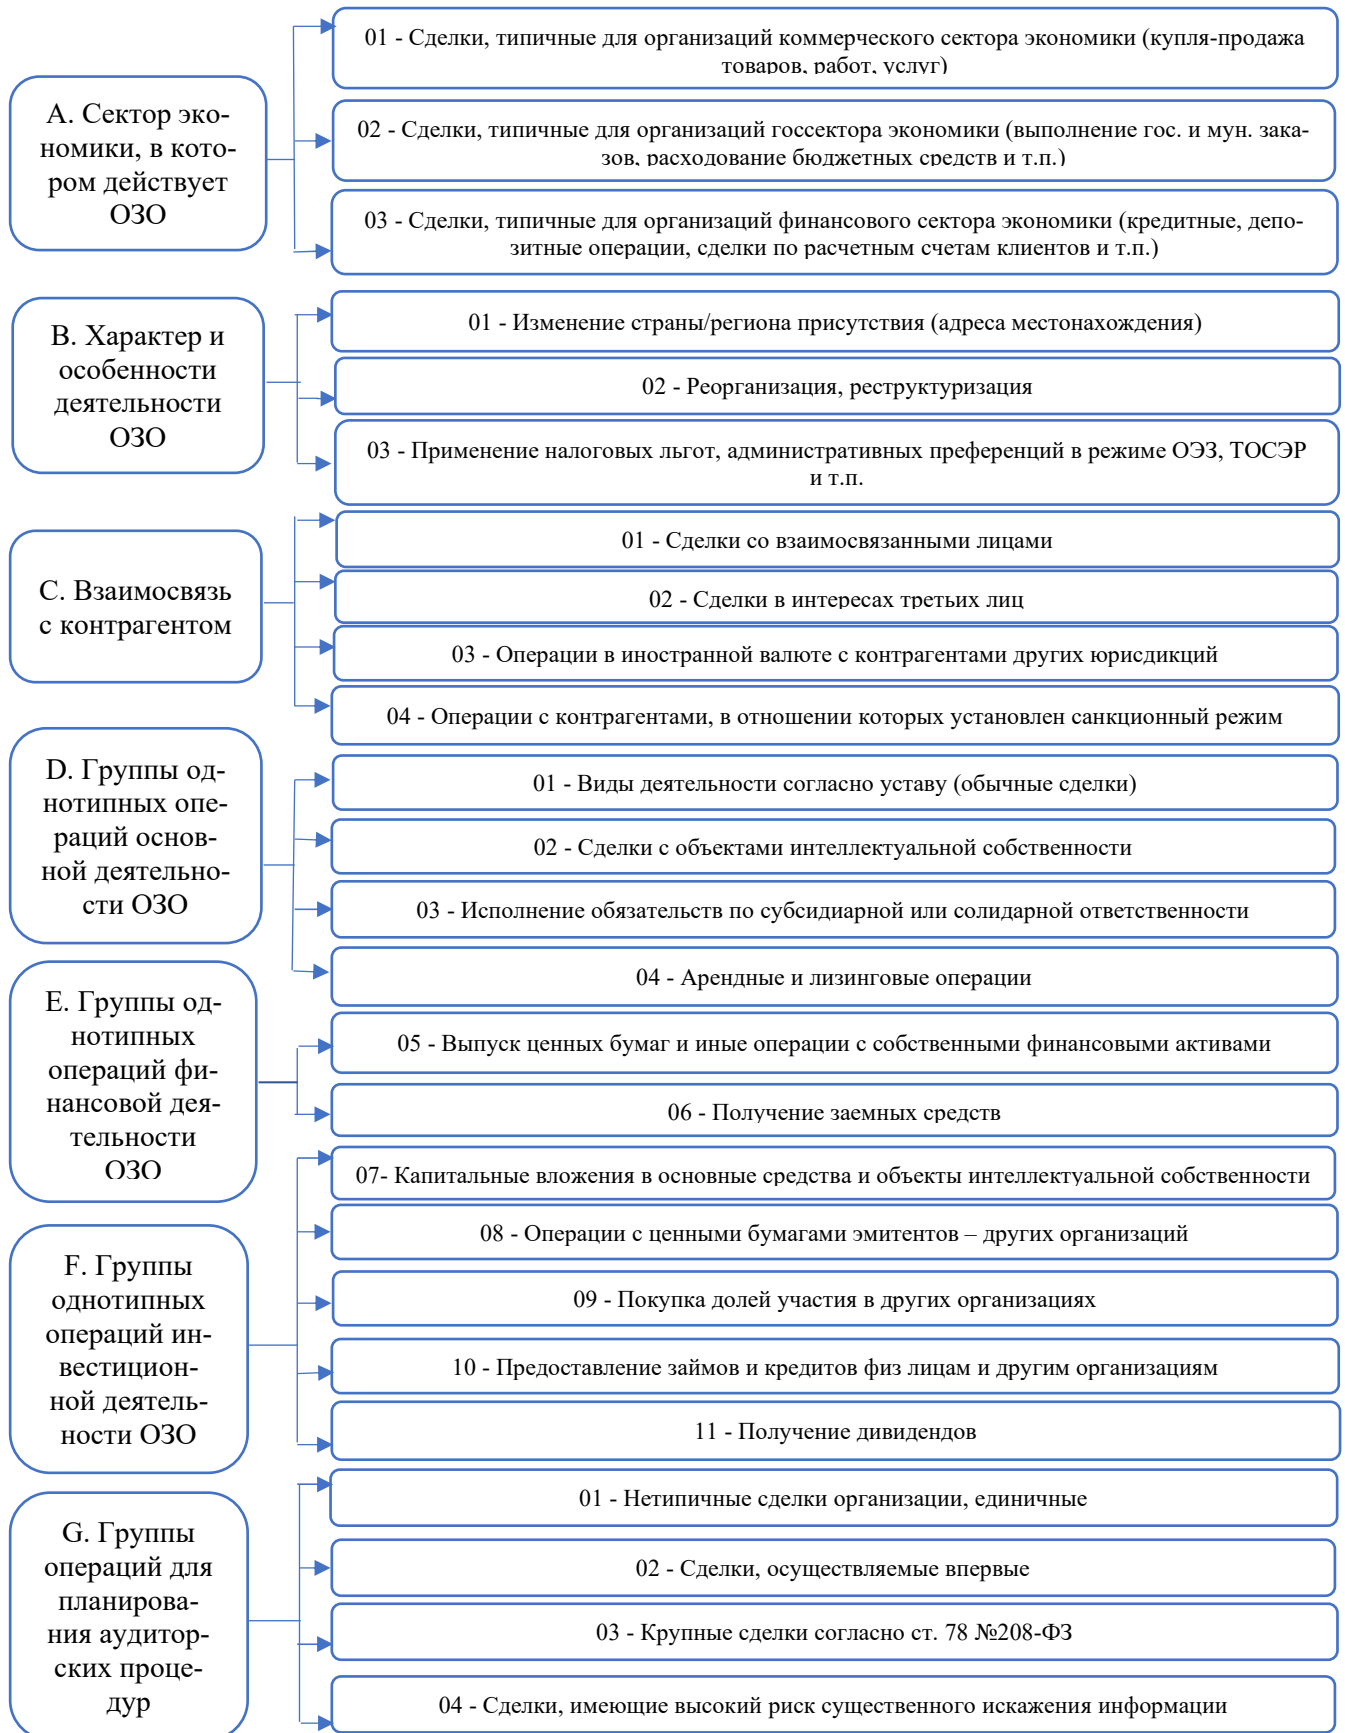 А. Сектор эко-
номики, в кото-
ром действует
ОЗО
01 - Сделки, типичные для организаций коммерческого сектора экономики (купля-продажа
товаров, работ, услуг)
02 - Сделки, типичные для организаций госсектора экономики (выполнение гос. и мун. зака-
зов, расходование бюджетных средств и т.п.)
03 - Сделки, типичные для организаций финансового сектора экономики (кредитные, депо-
зитные операции, сделки по расчетным счетам клиентов и т.п.)
В. Характер и
особенности
деятельности
ОЗО
01 - Изменение страны/региона присутствия (адреса местонахождения)
02 - Реорганизация, реструктуризация
03 - Применение налоговых льгот, административных преференций в режиме ОЭЗ, ТОСЭР
и т.п.
С. Взаимосвязь
с контрагентом
01 - Сделки со взаимосвязанными лицами
02 - Сделки в интересах третьих лиц
03 - Операции в иностранной валюте с контрагентами других юрисдикций
04 - Операции с контрагентами, в отношении которых установлен санкционный режим
D. Группы од-
нотипных опе-
раций основ-
ной деятельно-
сти ОЗО
01 - Виды деятельности согласно уставу (обычные сделки)
02 - Сделки с объектами интеллектуальной собственности
03 - Исполнение обязательств по субсидиарной или солидарной ответственности
04 - Арендные и лизинговые операции
Е. Группы од-
нотипных
операций фи-
нансовой дея-
тельности
ОЗО
05 - Выпуск ценных бумаг и иные операции с собственными финансовыми активами
06 - Получение заемных средств
F. Группы
однотипных
операций ин-
вестицион-
ной деятель-
ности ОЗО
07- Капитальные вложения в основные средства и объекты интеллектуальной собственности
08 - Операции с ценными бумагами эмитентов – других организаций
09 - Покупка долей участия в других организациях
10 - Предоставление займов и кредитов физ лицам и другим организациям
11 - Получение дивидендов
G. Группы
операций для
планирова-
ния аудитор-
ских проце-
дур
01 - Нетипичные сделки организации, единичные
02 - Сделки, осуществляемые впервые
03 - Крупные сделки согласно ст. 78 №208-ФЗ
04 - Сделки, имеющие высокий риск существенного искажения информации